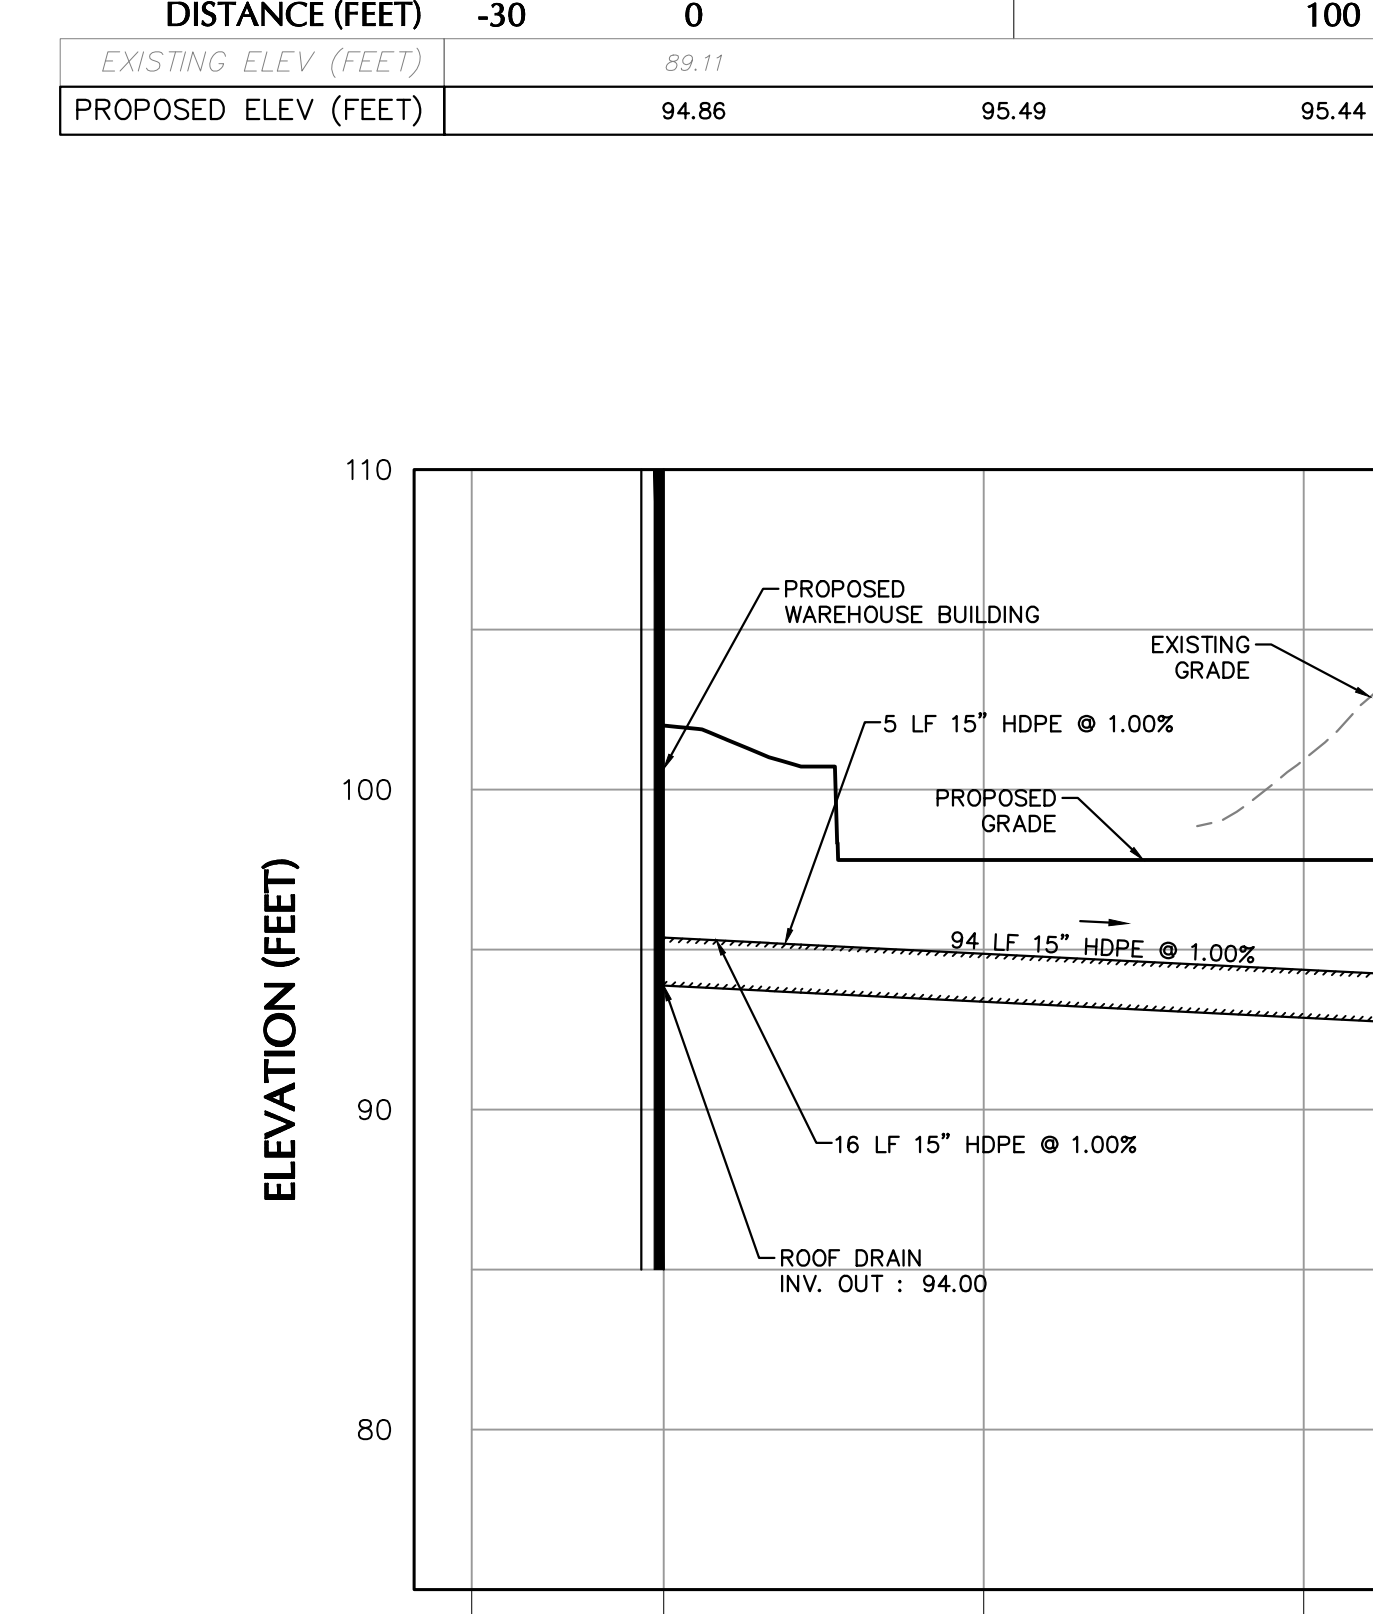 DISTANCE (FEET) -30 0 100
EXISTING ELEV (FEET) 89.11
PROPOSED ELEV (FEET) 94.86 95.49 95.44
110
PROPOSED
WAREHOUSE BUILDING
EXISTING
GRADE
5 LF 15” HDPE @ 1.00%
100
PROPOSED
GRADE
ELEVATION (FEET)
94 LF 15” HDPE @ 1.00%
90
16 LF 15” HDPE @ 1.00%
ROOF DRAIN
INV. OUT : 94.00
80